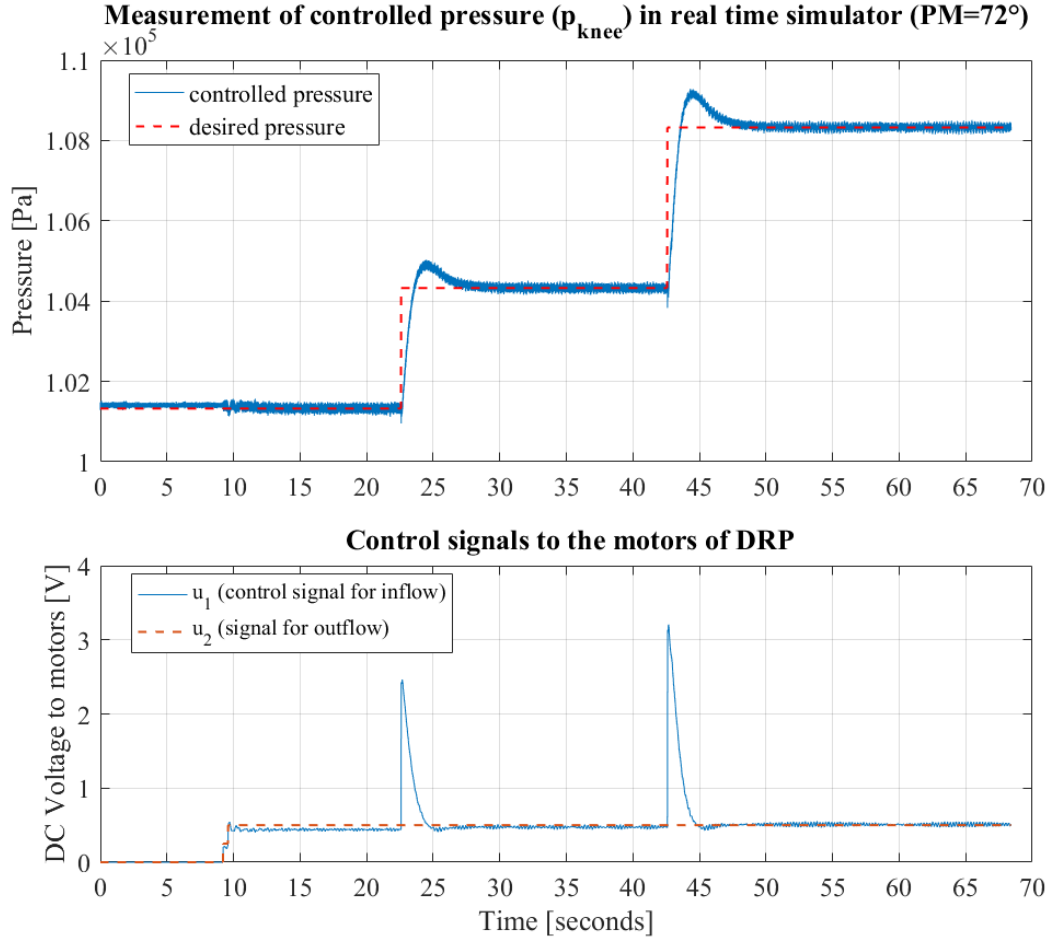 Measurement of controlled pressure (p_knee) in real time simulator (PM=72°)
×10^5
1.1
1.08
1.06
1.04
1.02
1
Pressure [Pa]
controlled pressure
desired pressure
0 5 10 15 20 25 30 35 40 45 50 55 60 65 70
Control signals to the motors of DRP
4
3
2
1
0
DC Voltage to motors [V]
u_1 (control signal for inflow)
u_2 (signal for outflow)
0 5 10 15 20 25 30 35 40 45 50 55 60 65 70
Time [seconds]